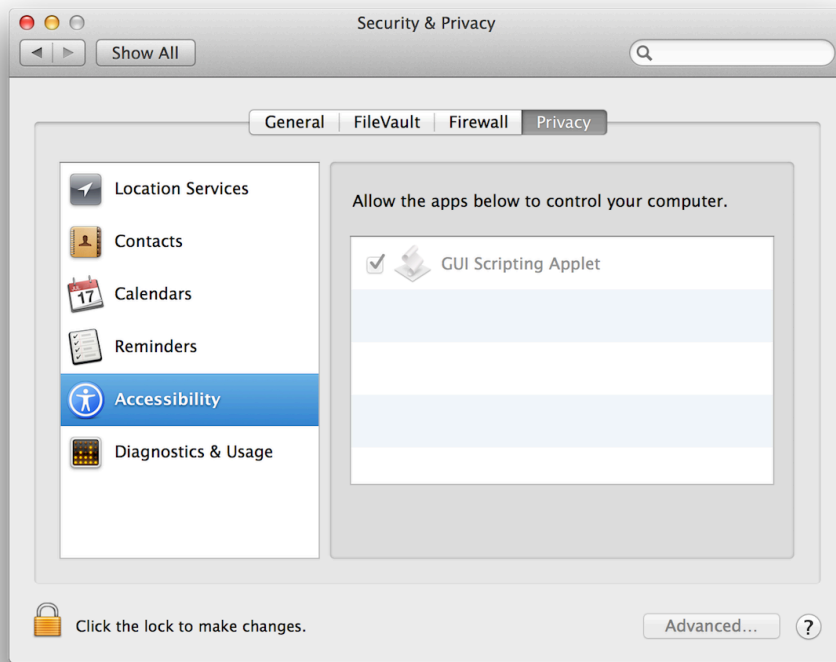 Security & Privacy
Show All
General FileVault Firewall Privacy
Location Services
Contacts
Calendars
Reminders
Accessibility
Diagnostics & Usage
Allow the apps below to control your computer.
GUI Scripting Applet
Click the lock to make changes.
Advanced...
?
17